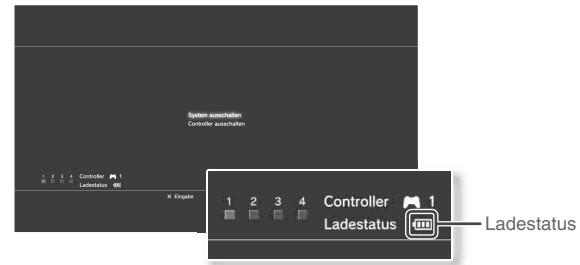 System ausschalten
Controller ausschalten
1 2 3 4 Controller 1
Ladestatus
✕ Eingabe
1 2 3 4 Controller 1
Ladestatus
Ladestatus